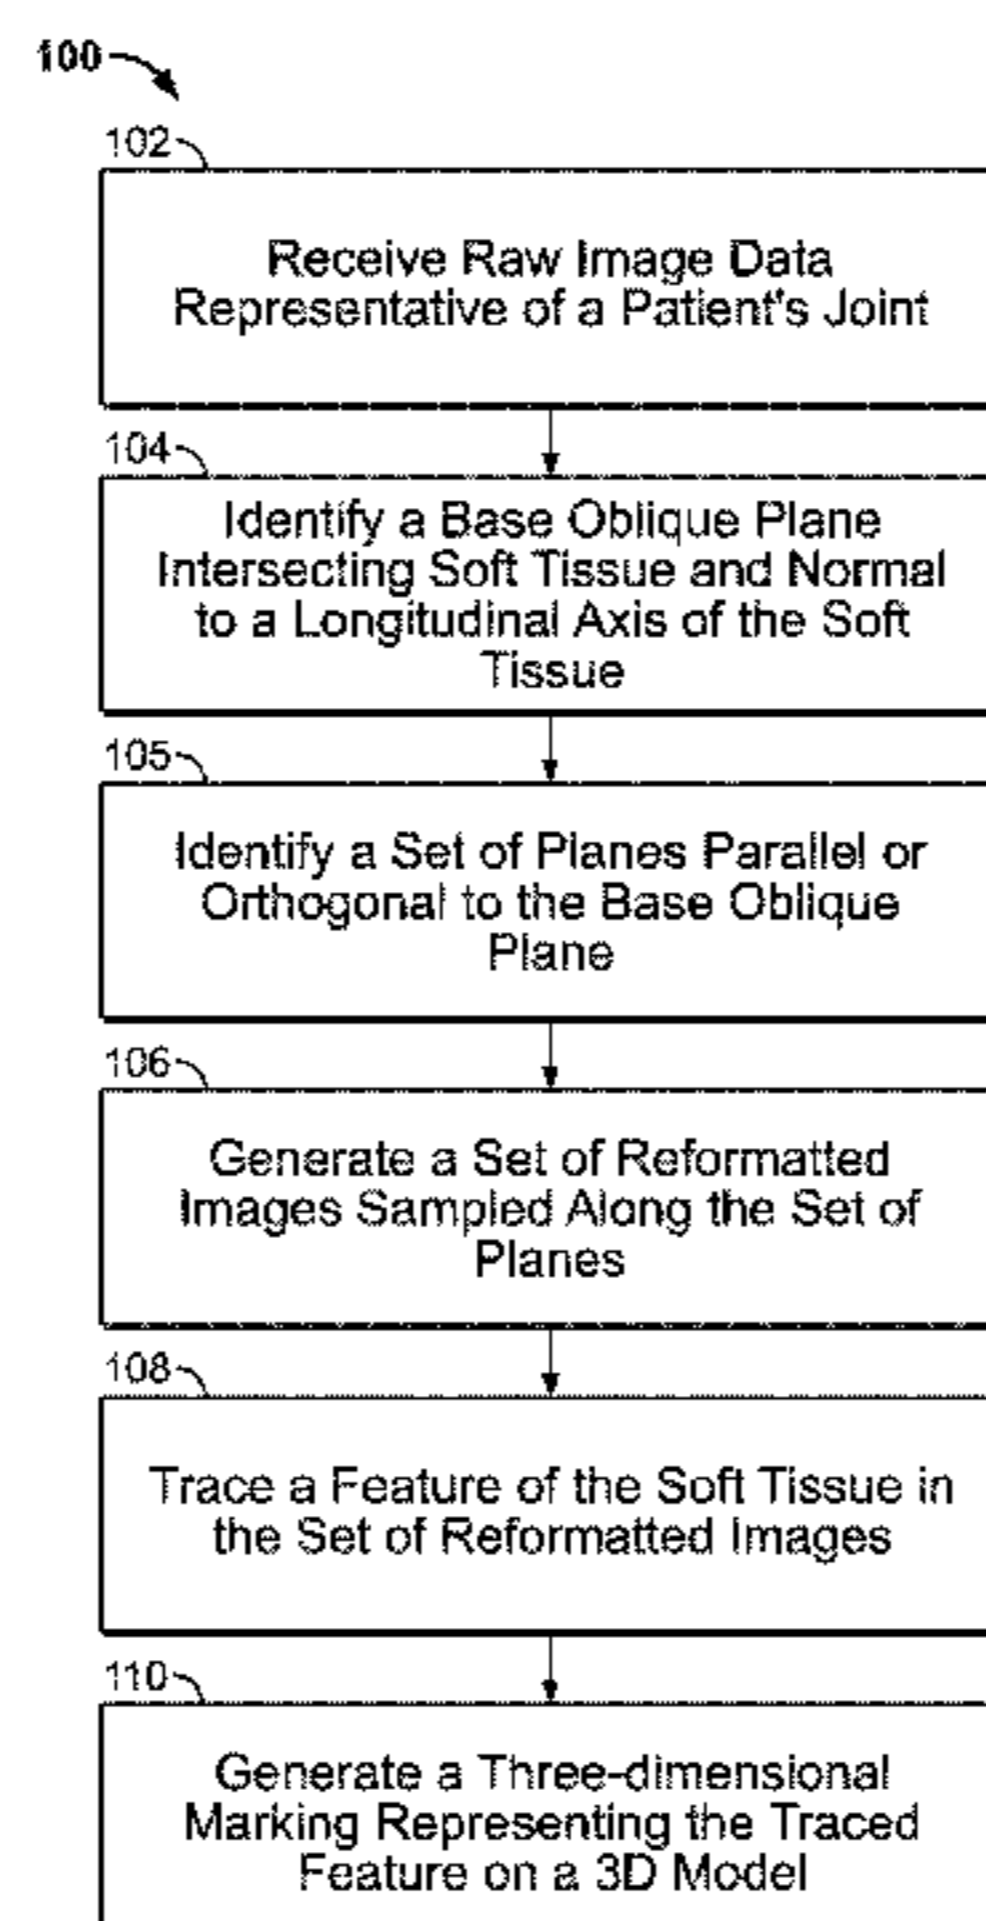 100
102
Receive Raw Image Data
Representative of a Patient's Joint
104
Identify a Base Oblique Plane
Intersecting Soft Tissue and Normal
to a Longitudinal Axis of the Soft
Tissue
105
Identify a Set of Planes Parallel or
Orthogonal to the Base Oblique
Plane
106
Generate a Set of Reformatted
Images Sampled Along the Set of
Planes
108
Trace a Feature of the Soft Tissue in
the Set of Reformatted Images
110
Generate a Three-dimensional
Marking Representing the Traced
Feature on a 3D Model